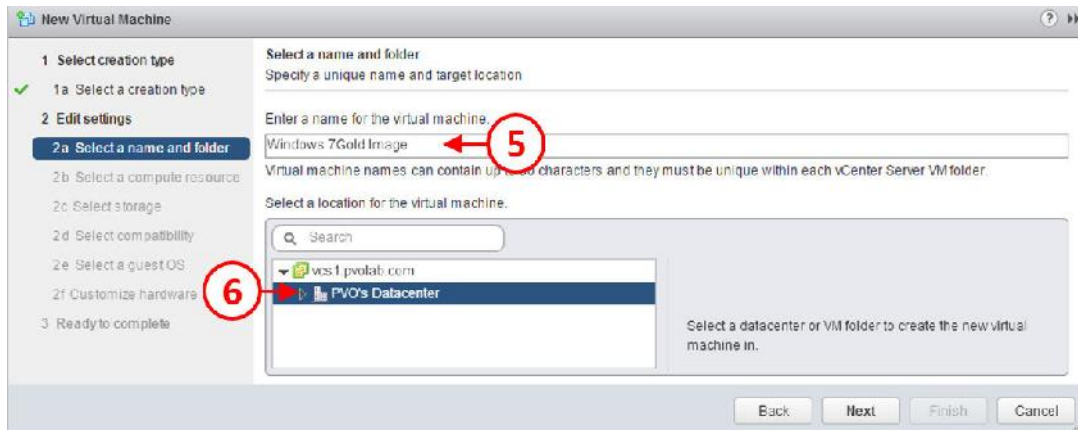 New Virtual Machine
1 Select creation type
1a Select a creation type
2 Edit settings
2a Select a name and folder
2b Select a compute resource
2c Select storage
2d Select compatibility
2e Select a guest OS
2f Customize hardware
3 Ready to complete
Select a name and folder
Specify a unique name and target location
Enter a name for the virtual machine.
Windows 7Gold Image
5
Virtual machine names can contain up characters and they must be unique within each vCenter Server VM folder.
Select a location for the virtual machine.
Search
vcs1.pvolab.com
6
PVO's Datacenter
Select a datacenter or VM folder to create the new virtual
machine in.
Back Next Finish Cancel